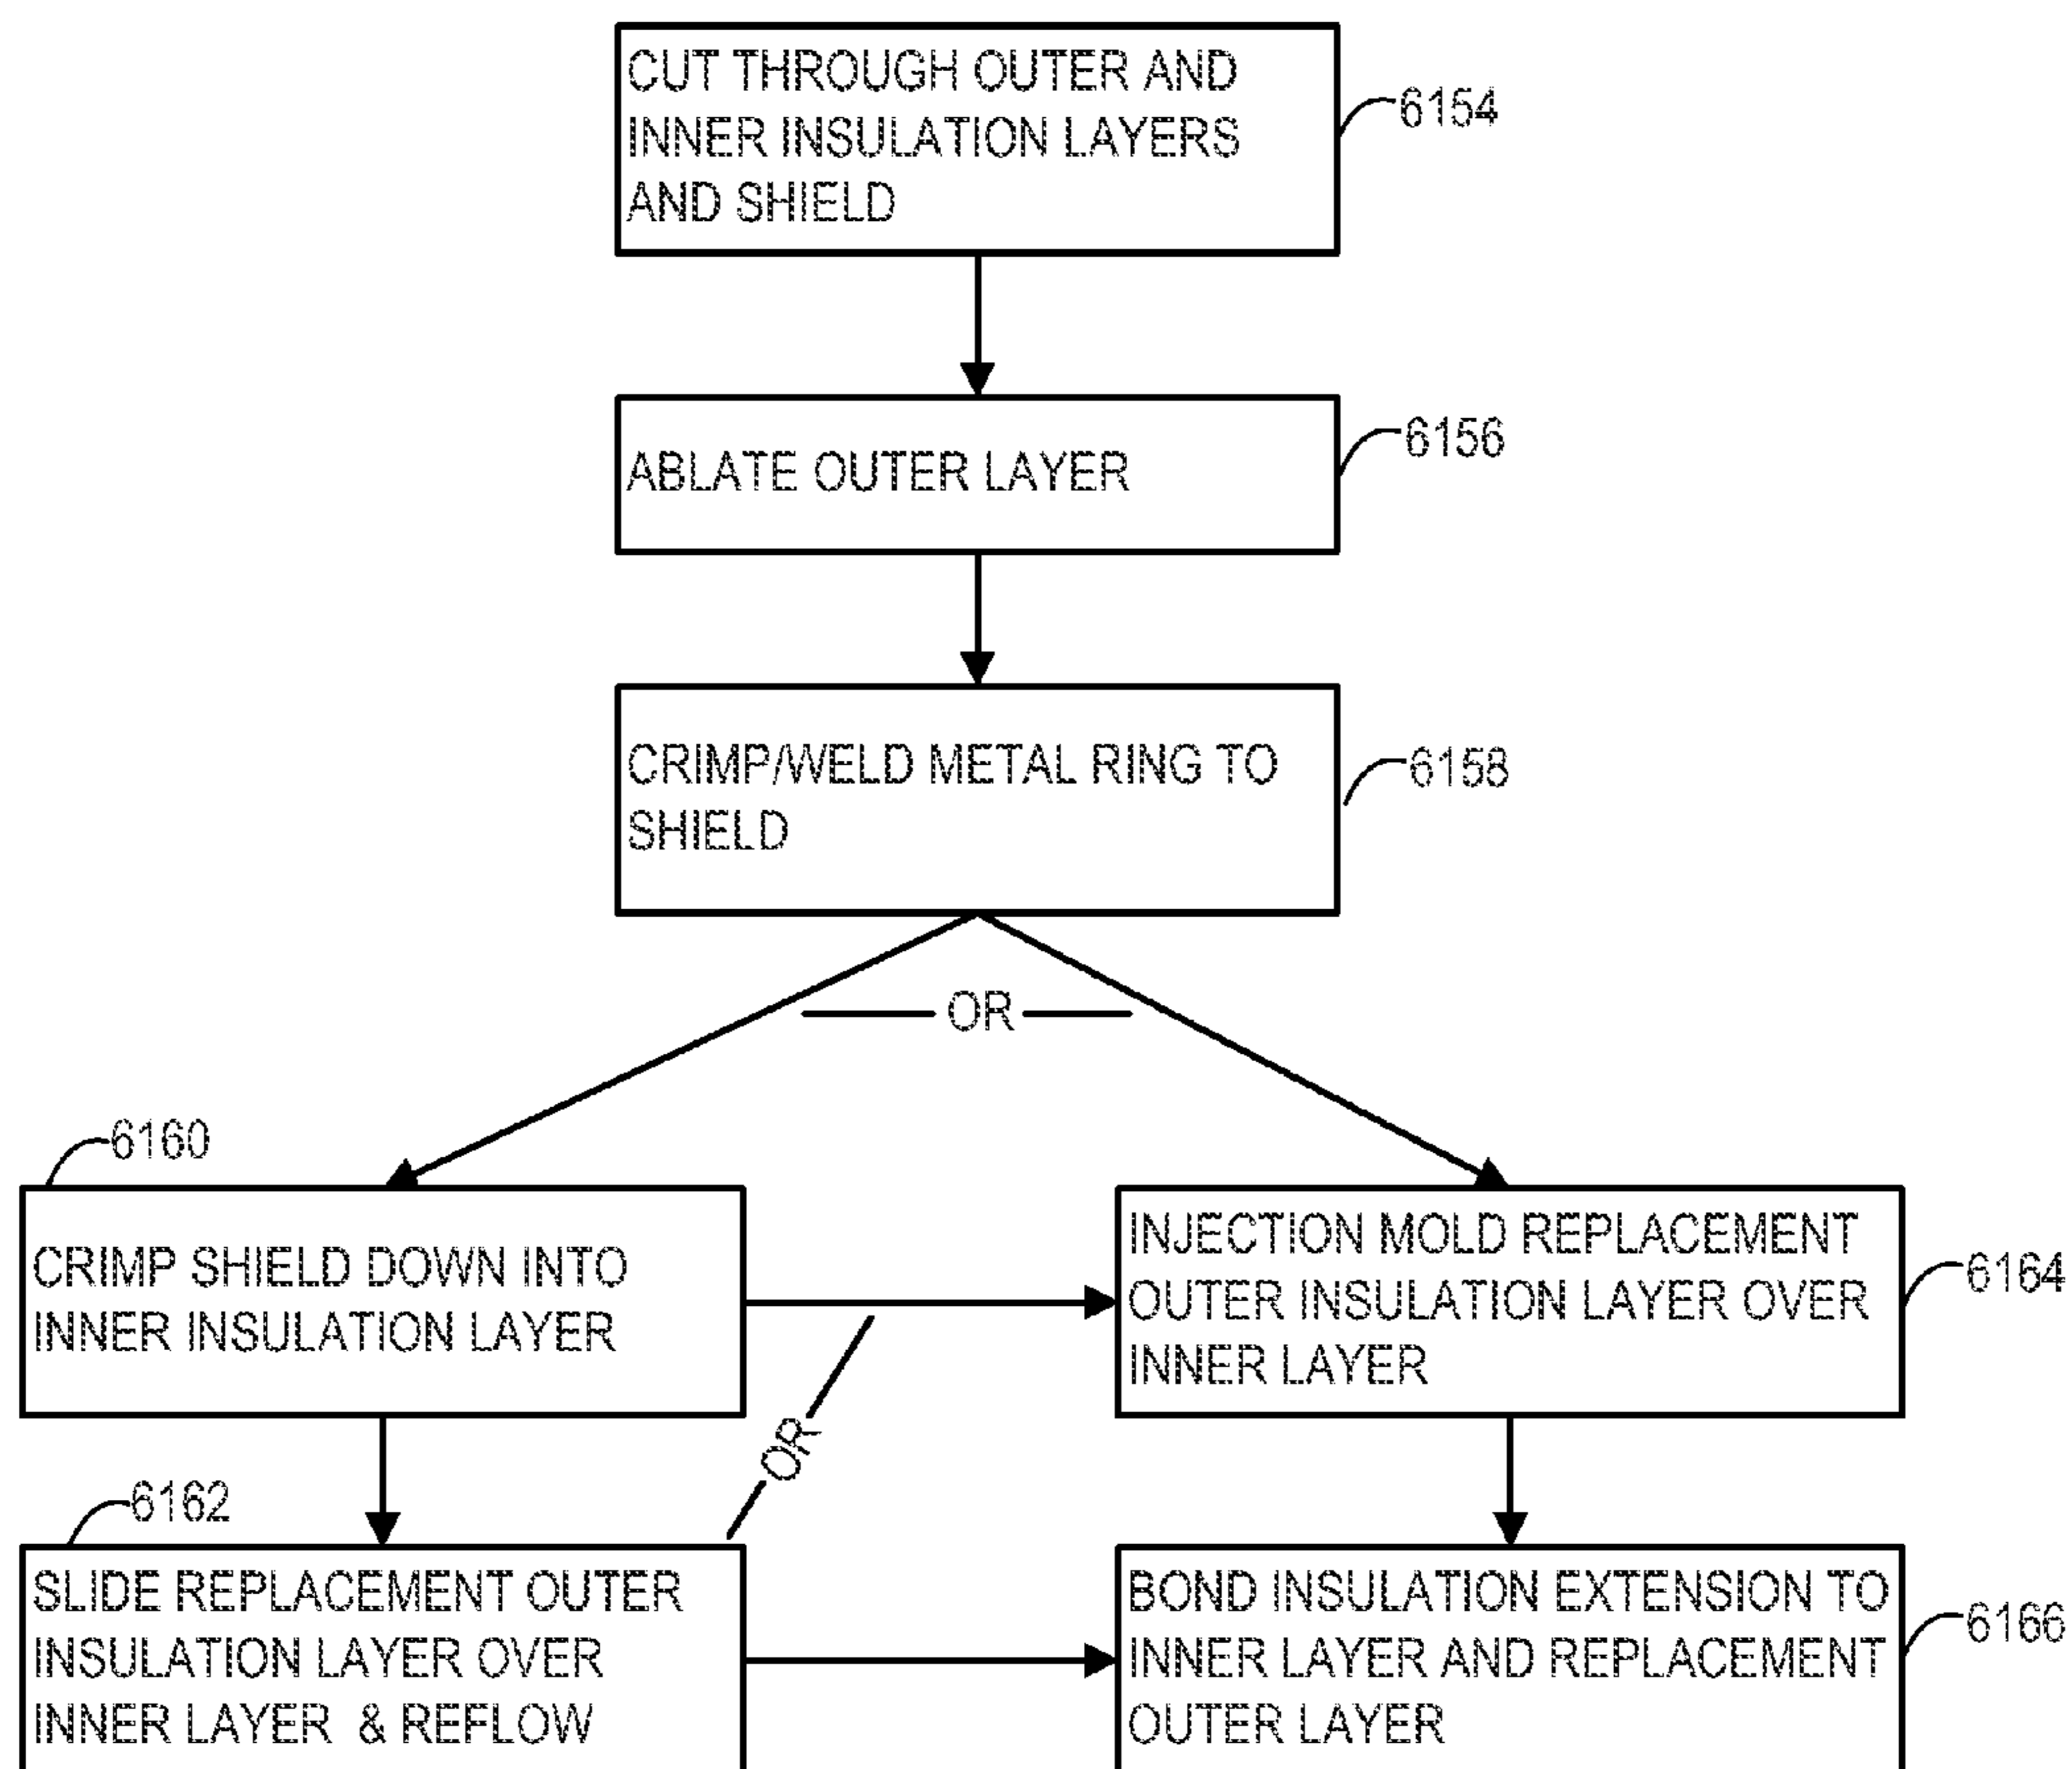 CUT THROUGH OUTER AND
INNER INSULATION LAYERS
AND SHIELD
6154
ABLATE OUTER LAYER
6156
CRIMP/WELD METAL RING TO
SHIELD
6158
OR
6160
CRIMP SHIELD DOWN INTO
INNER INSULATION LAYER
INJECTION MOLD REPLACEMENT
OUTER INSULATION LAYER OVER
INNER LAYER
6164
OR
6162
SLIDE REPLACEMENT OUTER
INSULATION LAYER OVER
INNER LAYER & REFLOW
BOND INSULATION EXTENSION TO
INNER LAYER AND REPLACEMENT
OUTER LAYER
6166